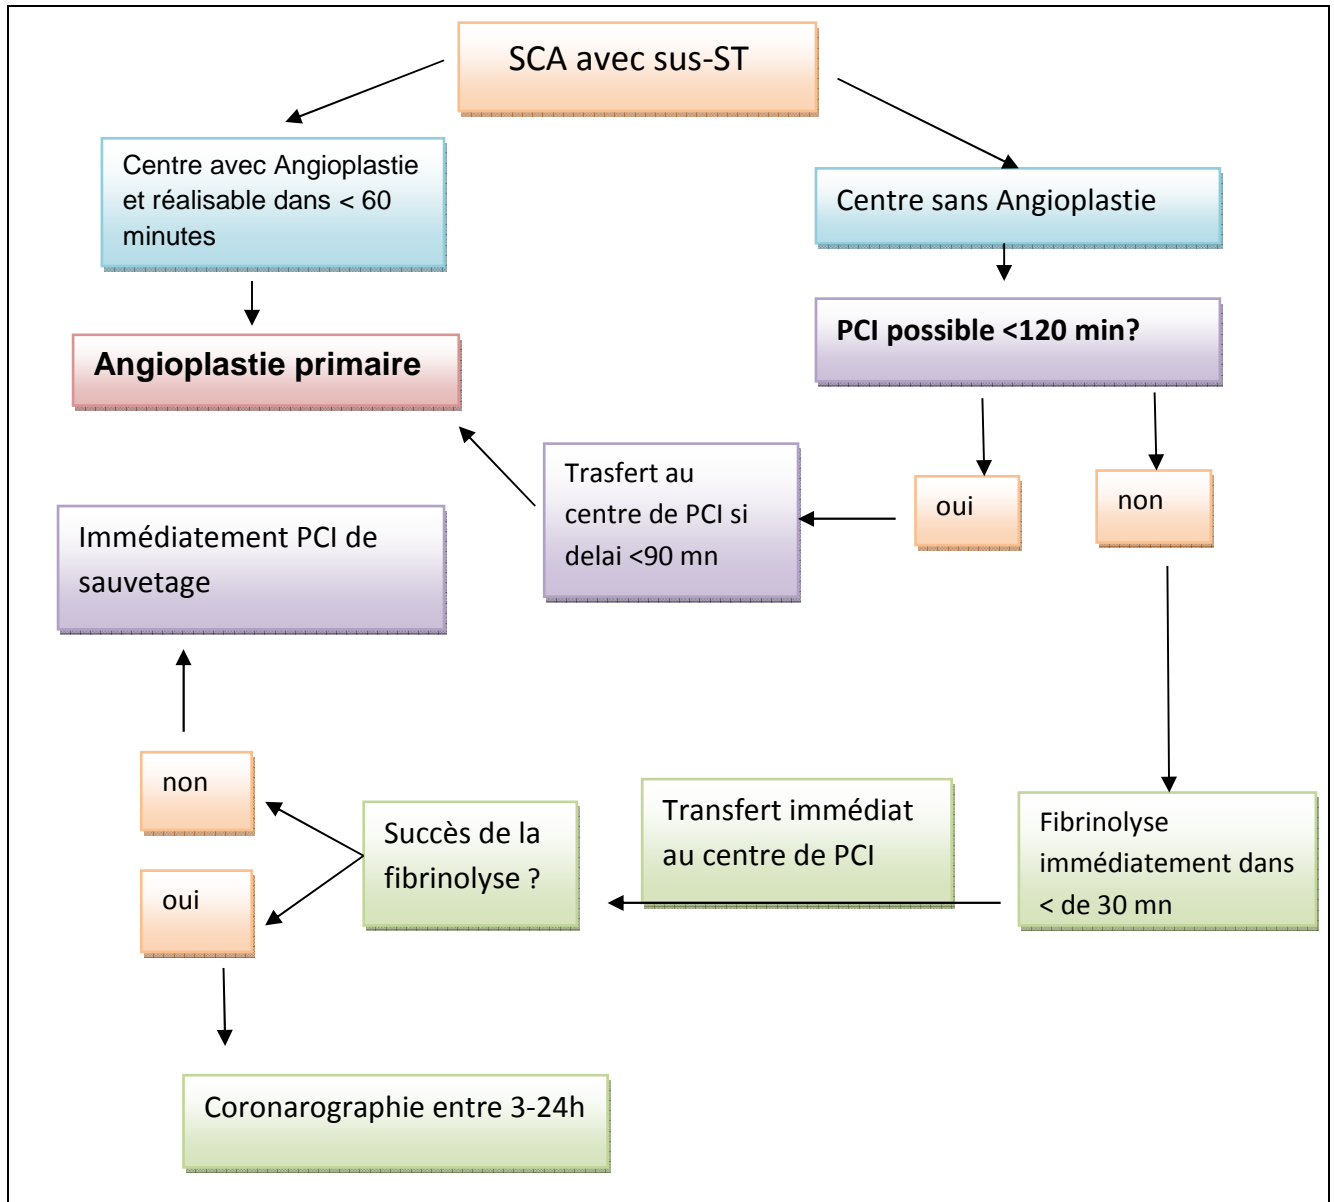 SCA avec sus-ST
Centre avec Angioplastie
et réalisable dans < 60
minutes
Centre sans Angioplastie
PCI possible <120 min?
Angioplastie primaire
Trasfert au
centre de PCI si
delai <90 mn
oui
non
Immédiatement PCI de
sauvetage
non
oui
Succès de la
fibrinolyse ?
Transfert immédiat
au centre de PCI
Fibrinolyse
immédiatement dans
< de 30 mn
Coronarographie entre 3-24h